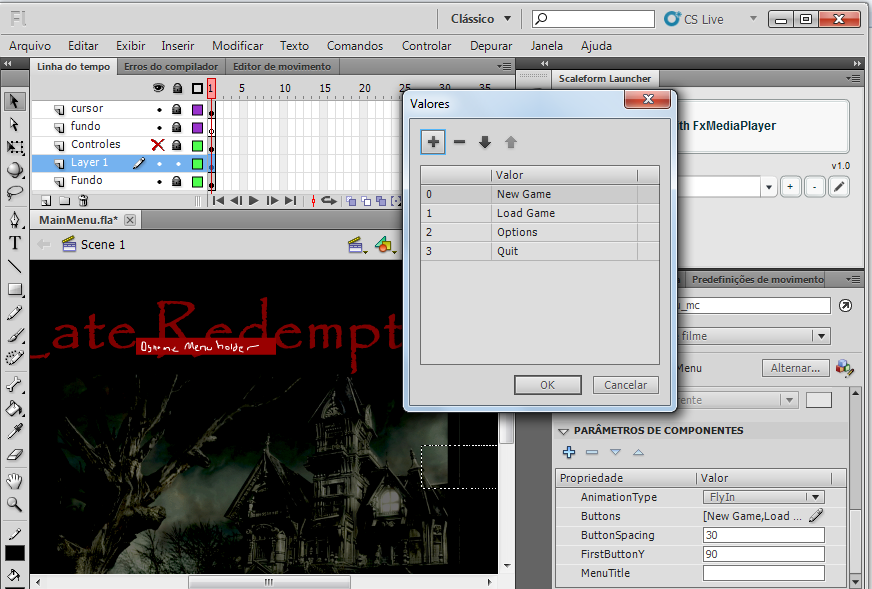 Fl
Clássico
CS Live
Arquivo Editar Exibir Inserir Modificar Texto Comandos Controlar Depurar Janela Ajuda
Linha do tempo Erros do compilador Editor de movimento
Scaleform Launcher
1 5 10 15 20 25 30 35
cursor
fundo
Controles
Layer 1
Fundo
Valores
Valor
0 New Game
1 Load Game
2 Options
3 Quit
OK Cancelar
th FxMediaPlayer
v1.0
MainMenu.fla*
Scene 1
Predefinições de movimento
_mc
filme
Menu
Alternar...
ente
_ate Redempt
Menu holder
PARÂMETROS DE COMPONENTES
Propriedade Valor
AnimationType FlyIn
Buttons [New Game,Load ...
ButtonSpacing 30
FirstButtonY 90
MenuTitle